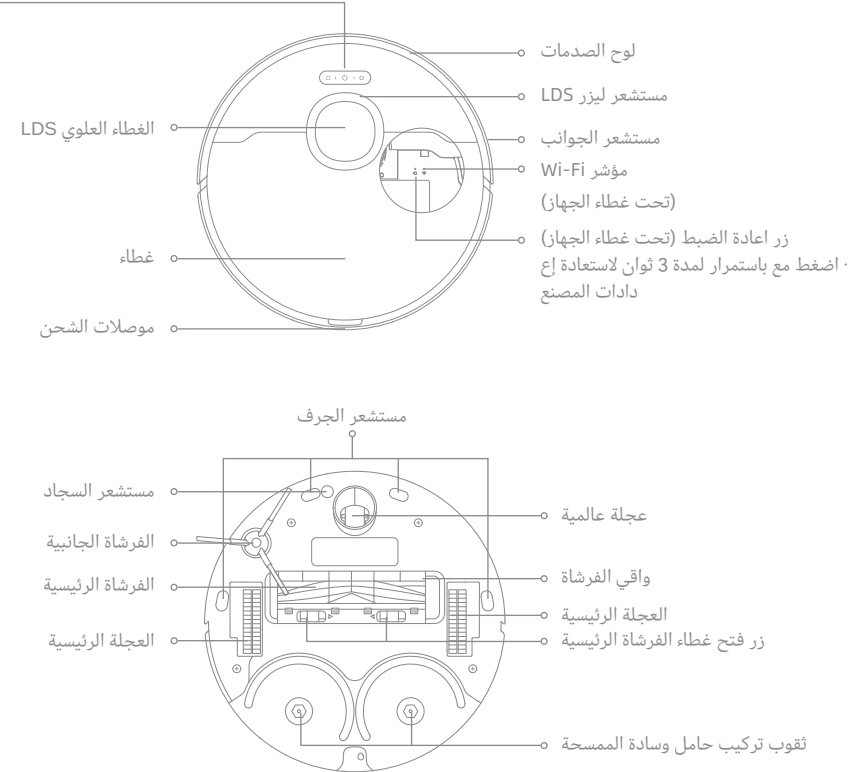 لوح الصدمات
مستشعر ليزر LDS
الغطاء العلوي LDS
مستشعر الجوانب
مؤشر Wi-Fi
(تحت غطاء الجهاز)
زر اعادة الضبط (تحت غطاء الجهاز)
· اضغط مع باستمرار لمدة 3 ثوان لاستعادة إع
دادات المصنع
غطاء
موصلات الشحن
مستشعر الجرف
مستشعر السجاد
عجلة عالمية
الفرشاة الجانبية
واقي الفرشاة
الفرشاة الرئيسية
العجلة الرئيسية
زر فتح غطاء الفرشاة الرئيسية
العجلة الرئيسية
ثقوب تركيب حامل وسادة الممسحة